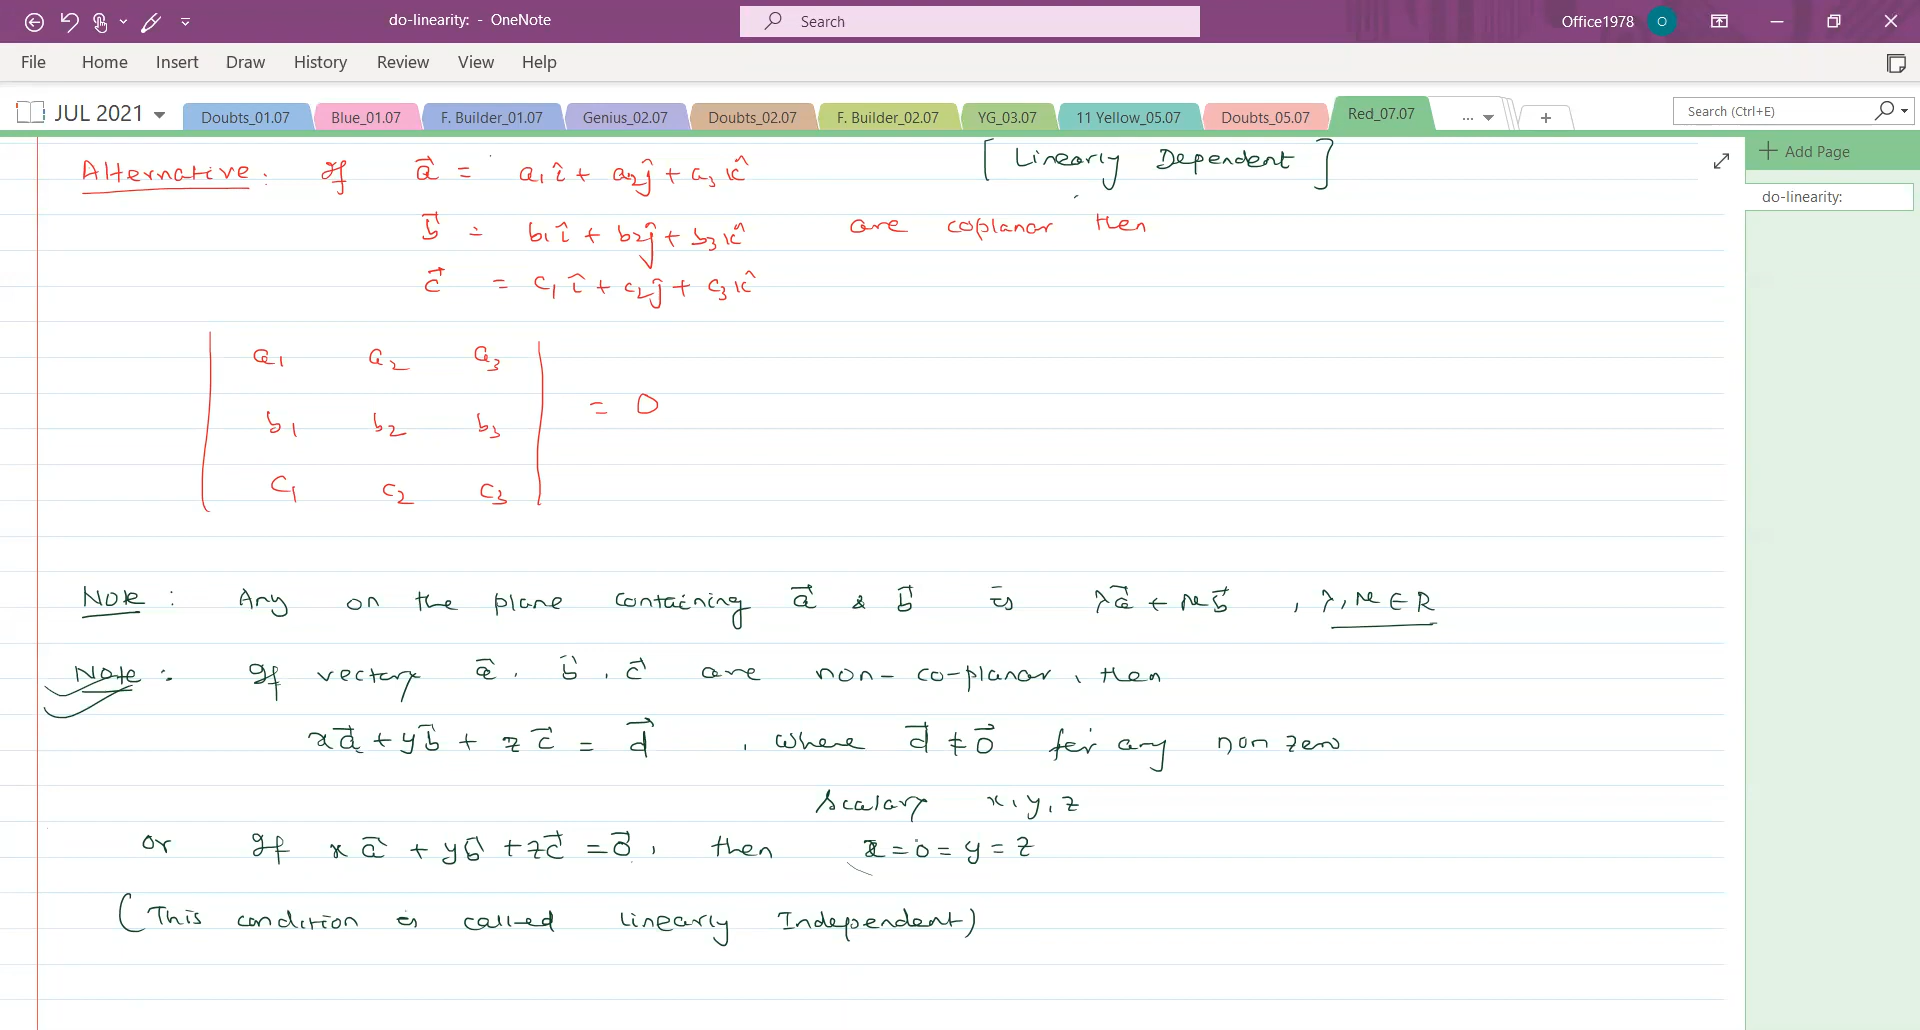 do-linearity: - OneNote
Search
Office1978
O
File Home Insert Draw History Review View Help
JUL 2021
Doubts_01.07 Blue_01.07 F. Builder_01.07 Genius_02.07 Doubts_02.07 F. Builder_02.07 YG_03.07 11 Yellow_05.07 Doubts_05.07 Red_07.07 ... +
Search (Ctrl+E)
+ Add Page
do-linearity:
[Linearly Dependent]
Alternative: If a⃗ = a₁î + a₂ĵ + a₃k̂
b⃗ = b₁î + b₂ĵ + b₃k̂ are coplanar then
c⃗ = c₁î + c₂ĵ + c₃k̂
| a₁ a₂ a₃ |
| b₁ b₂ b₃ | = 0
| c₁ c₂ c₃ |
Note: Any on the plane containing a⃗ & b⃗ is λa⃗ + μb⃗, λ, μ ∈ R
Note: If vectors a⃗, b⃗, c⃗ are non-co-planar, then
xa⃗ + yb⃗ + zc⃗ = d⃗, where d⃗ ≠ 0⃗ for any non zero
scalars x, y, z
or If xa⃗ + yb⃗ + zc⃗ = 0⃗, then x = 0 = y = z
(This condition is called linearly Independent)